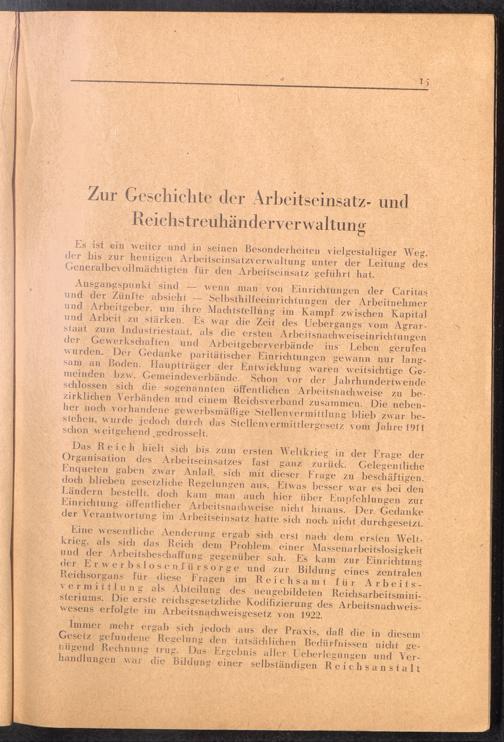 15
Zur Geschichte der Arbeitseinsatz- und
Reichstreuhänderverwaltung
Es ist ein weiter und in seinen Besonderheiten vielgestaltiger Weg,
der bis zur heutigen Arbeitseinsatzverwaltung unter der Leitung des
Generalbevollmächtigten für den Arbeitseinsatz geführt hat.
Ausgangspunkt sind — wenn man von Einrichtungen der Caritas
und der Zünfte absieht — Selbsthilfeeinrichtungen der Arbeitnehmer
und Arbeitgeber, um ihre Machtstellung im Kampf zwischen Kapital
und Arbeit zu stärken. Es war die Zeit des Uebergangs vom Agrar-
staat zum Industriestaat, als die ersten Arbeitsnachweiseinrichtungen
der Gewerkschaften und Arbeitgeberverbände ins Leben gerufen
wurden. Der Gedanke paritätischer Einrichtungen gewann nur lang-
sam an Boden. Hauptträger der Entwicklung waren weitsichtige Ge-
meinden bzw. Gemeindeverbände. Schon vor der Jahrhundertwende
schlossen sich die sogenannten öffentlichen Arbeitsnachweise zu be-
zirklichen Verbänden und einem Reichsverband zusammen. Die neben-
her noch vorhandene gewerbsmäßige Stellenvermittlung blieb zwar be-
stehen, wurde jedoch durch das Stellenvermittlergesetz vom Jahre 1911
schon weitgehend gedrosselt.
Das Reich hielt sich bis zum ersten Weltkrieg in der Frage der
Organisation des Arbeitseinsatzes fast ganz zurück. Gelegentliche
Enqueten gaben zwar Anlaß, sich mit dieser Frage zu beschäftigen,
doch blieben gesetzliche Regelungen aus. Etwas besser war es bei den
Ländern bestellt, doch kam man auch hier über Empfehlungen zur
Einrichtung öffentlicher Arbeitsnachweise nicht hinaus. Der Gedanke
der Verantwortung im Arbeitseinsatz hatte sich noch nicht durchgesetzt.
Eine wesentliche Aenderung ergab sich erst nach dem ersten Welt-
krieg, als sich das Reich dem Problem einer Massenarbeitslosigkeit
und der Arbeitsbeschaffung gegenüber sah. Es kam zur Einrichtung
der Erwerbslosenfürsorge und zur Bildung eines zentralen
Reichsorgans für diese Fragen im Reichsamt für Arbeits-
vermittlung als Abteilung des neugebildeten Reichsarbeitsmini-
steriums. Die erste reichsgesetzliche Kodifizierung des Arbeitsnachweis-
wesens erfolgte im Arbeitsnachweisgesetz von 1922.
Immer mehr ergab sich jedoch aus der Praxis, daß die in diesem
Gesetz gefundene Regelung den tatsächlichen Bedürfnissen nicht ge-
nügend Rechnung trug. Das Ergebnis aller Ueberlegungen und Ver-
handlungen war die Bildung einer selbständigen Reichsanstalt